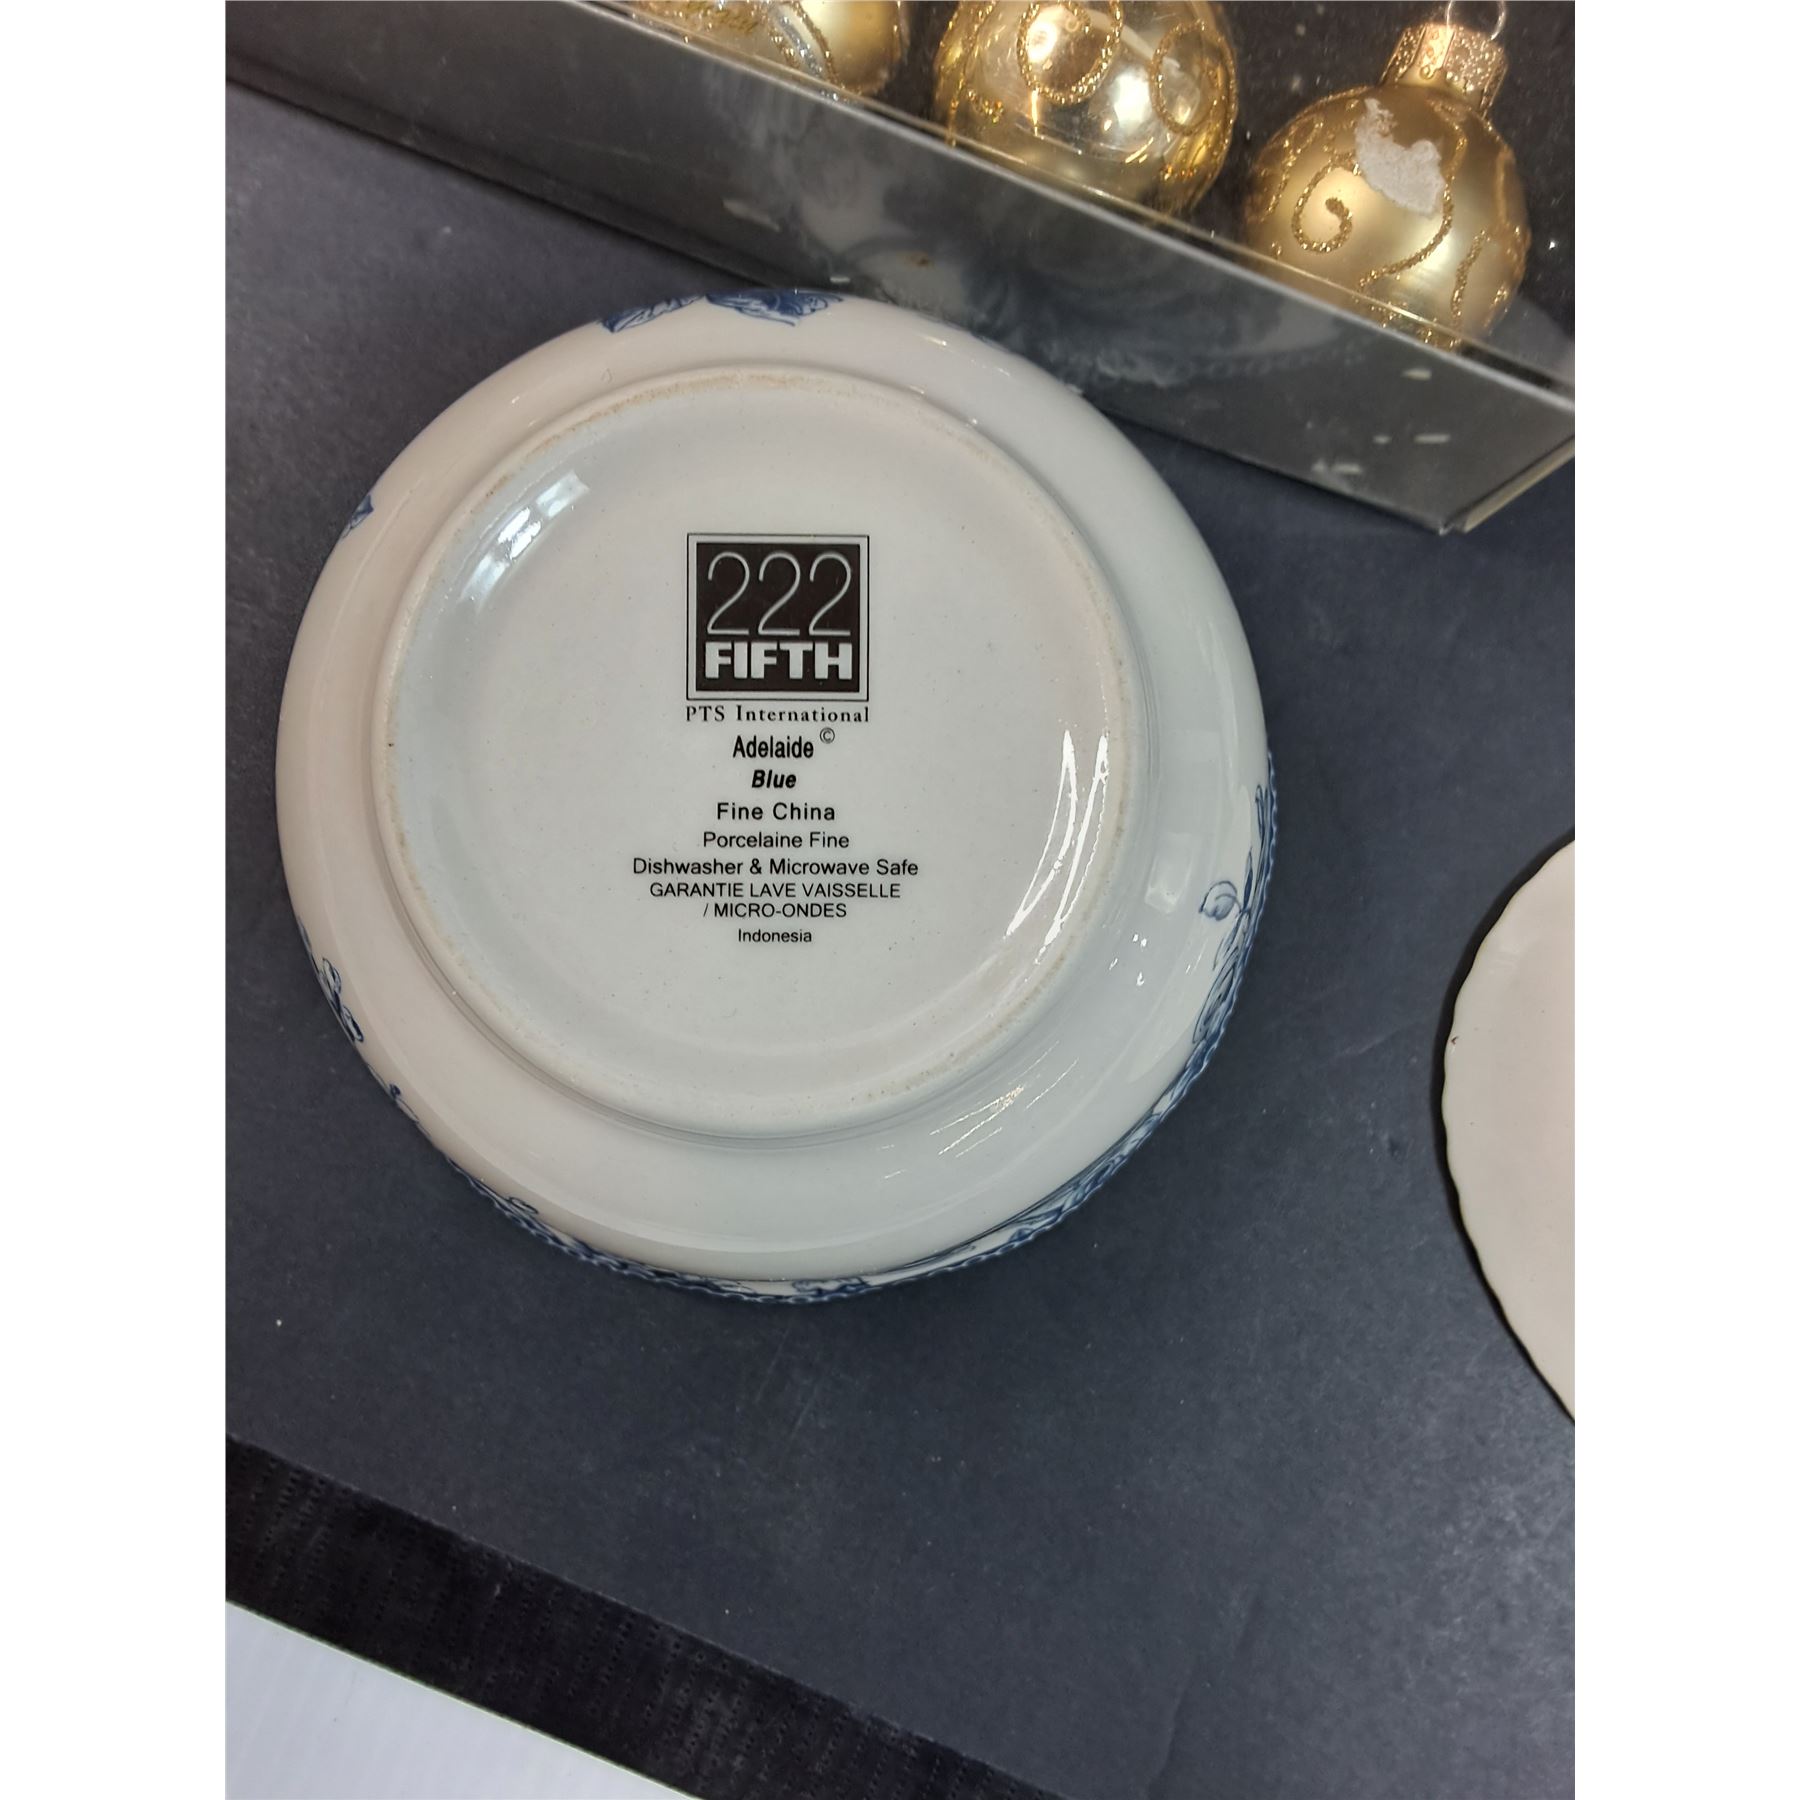 222
FIFTH
PTS International
Adelaide ©
Blue
Fine China
Porcelaine Fine
Dishwasher & Microwave Safe
GARANTIE LAVE VAISSELLE
/ MICRO-ONDES
Indonesia